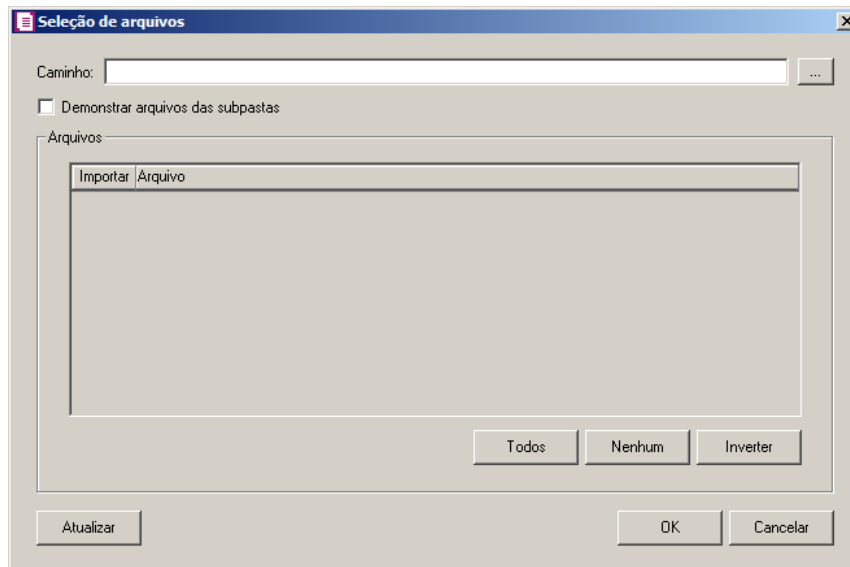 Seleção de arquivos
Caminho:
...
Demonstrar arquivos das subpastas
Arquivos
Importar Arquivo
Todos Nenhum Inverter
Atualizar OK Cancelar